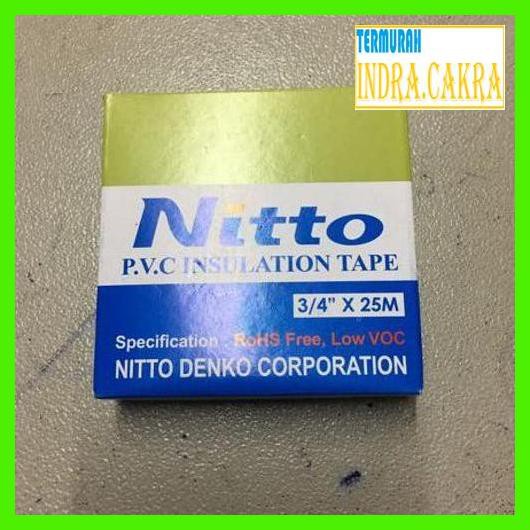 TERMURAH
INDRA.CAKRA
Nitto
P.V.C INSULATION TAPE
3/4" X 25M
Specification : RoHS Free, Low VOC
NITTO DENKO CORPORATION